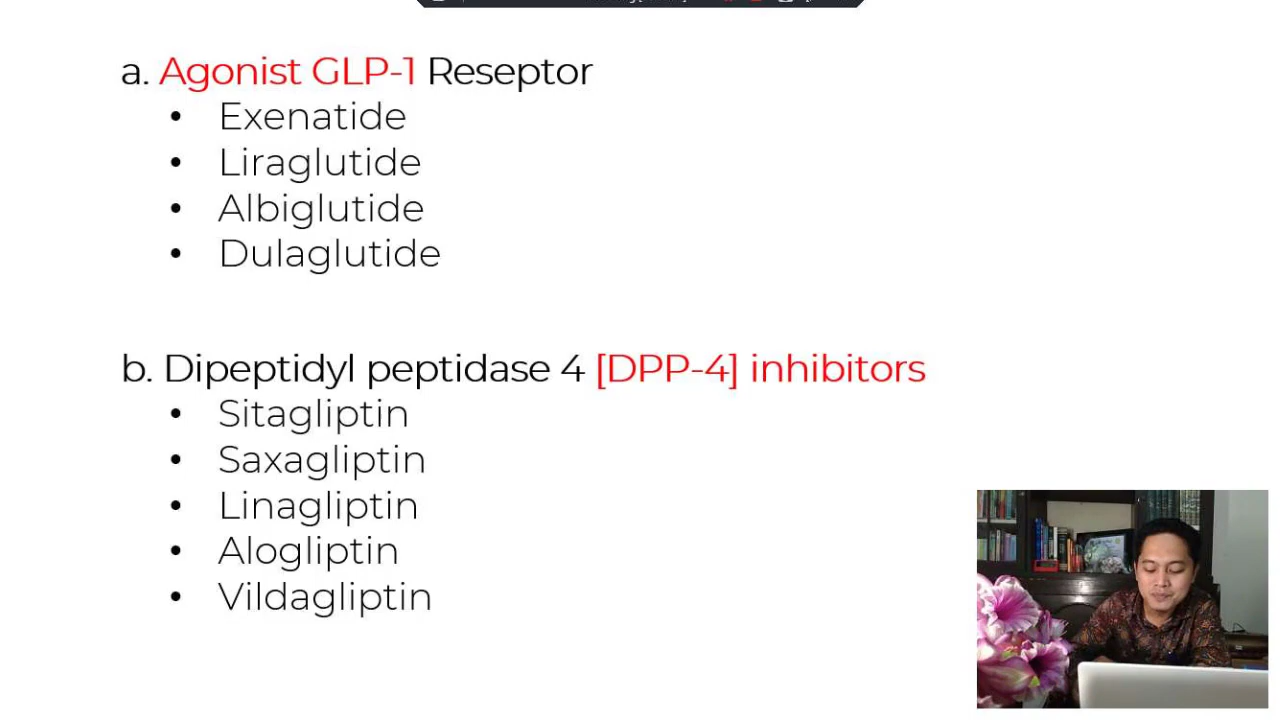 a. Agonist GLP-1 Reseptor
• Exenatide
• Liraglutide
• Albiglutide
• Dulaglutide
b. Dipeptidyl peptidase 4 [DPP-4] inhibitors
• Sitagliptin
• Saxagliptin
• Linagliptin
• Alogliptin
• Vildagliptin